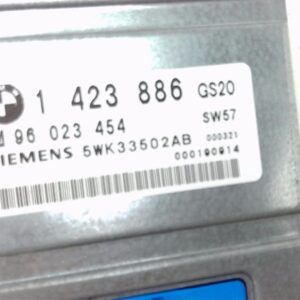 1 423 886 GS20
96 023 454 SW57
SIEMENS 5WK33502AB 000321
000190914